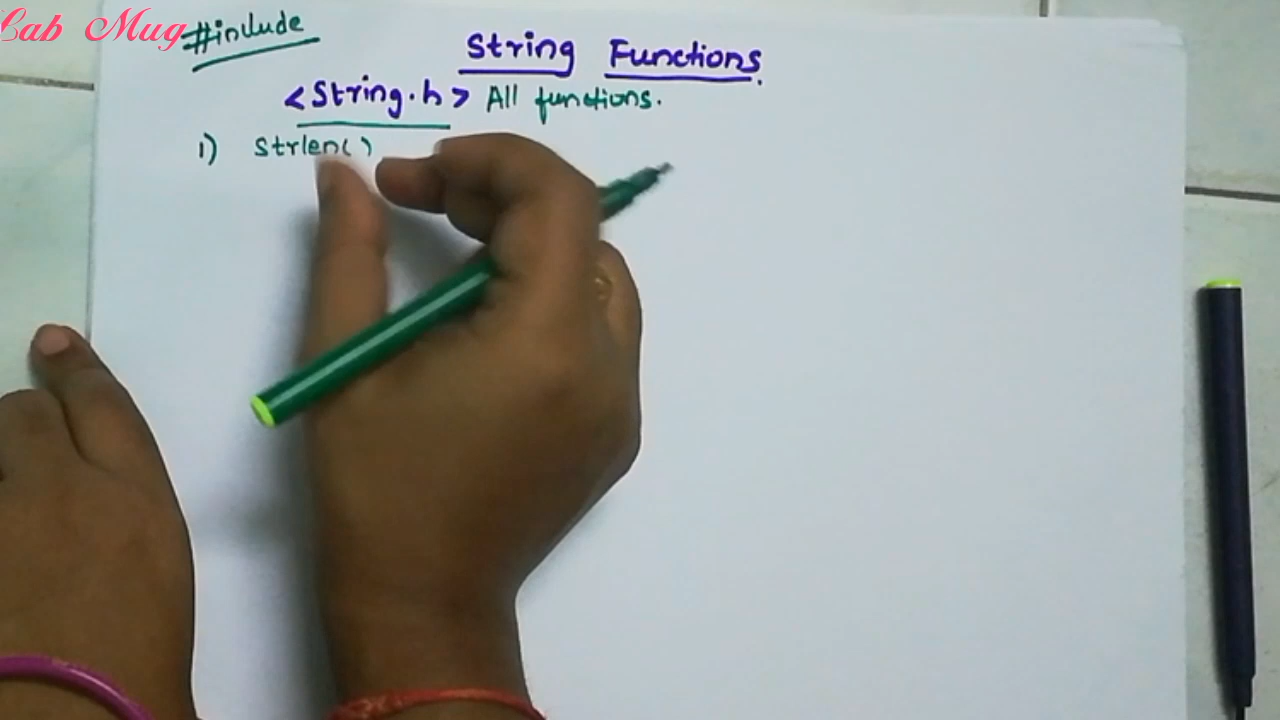 Lab Mug
#include
String Functions.
<String.h> All functions.
1) Strlen()